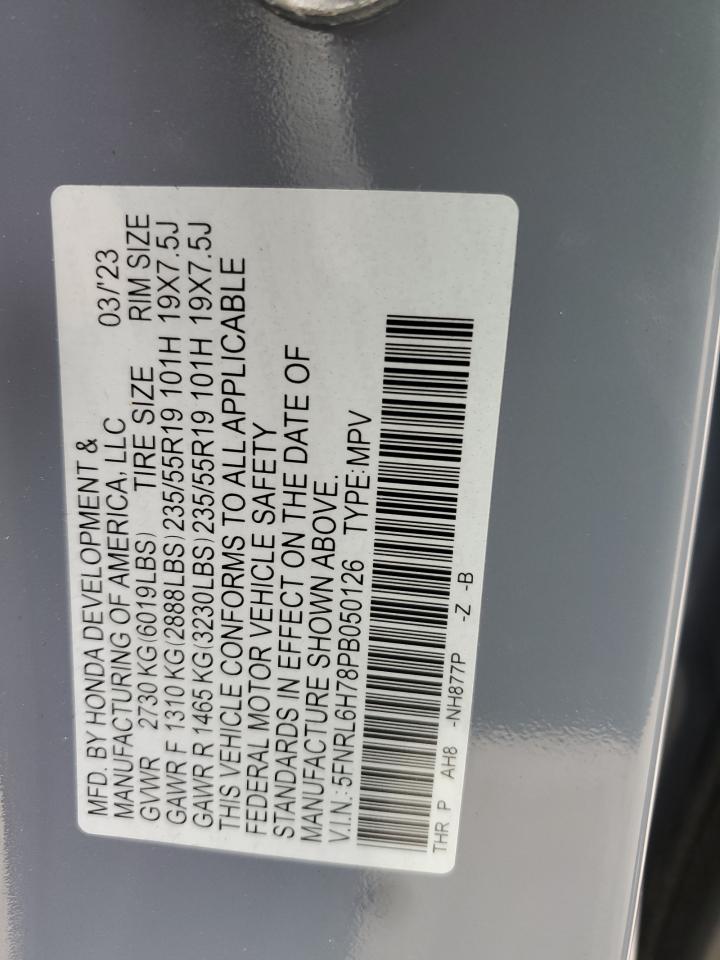 MFD. BY HONDA DEVELOPMENT &
MANUFACTURING OF AMERICA, LLC 03/'23
GVWR 2730 KG(6019LBS) TIRE SIZE RIM SIZE
GAWR F 1310 KG(2888LBS)235/55R19 101H 19X7.5J
GAWR R 1465 KG(3230LBS)235/55R19 101H 19X7.5J
THIS VEHICLE CONFORMS TO ALL APPLICABLE
FEDERAL MOTOR VEHICLE SAFETY
STANDARDS IN EFFECT ON THE DATE OF
MANUFACTURE SHOWN ABOVE.
V.I.N.:5FNRL6H78PB050126 TYPE:MPV
THR P AH8 -NH877P -Z -B